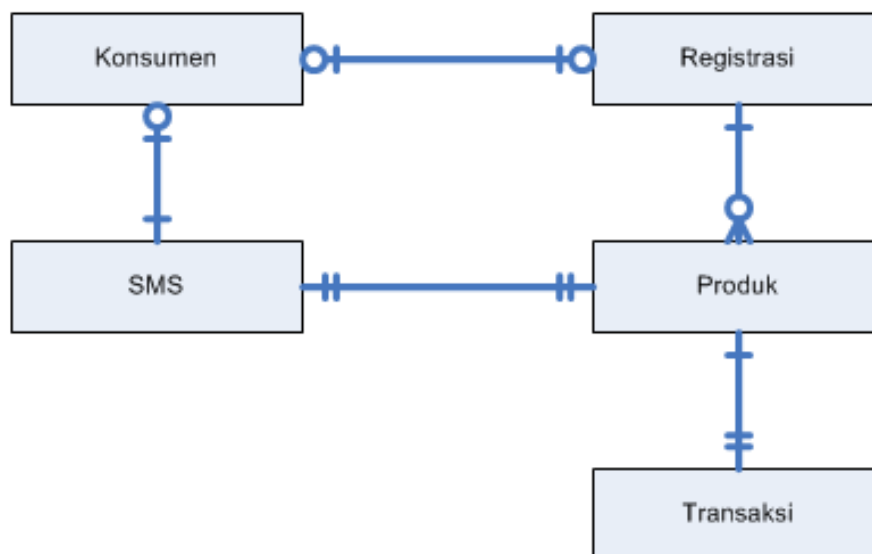 Konsumen
Registrasi
SMS
Produk
Transaksi